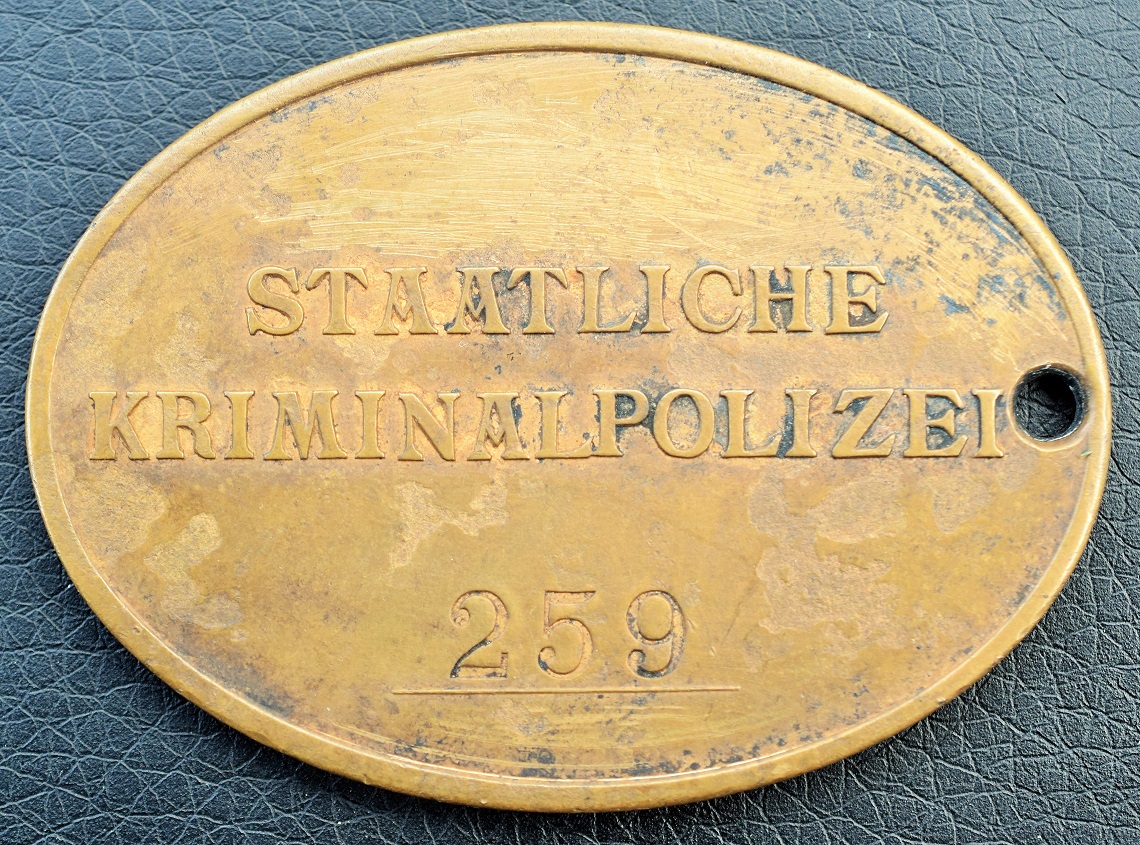 STAATLICHE
KRIMINALPOLIZEI
259